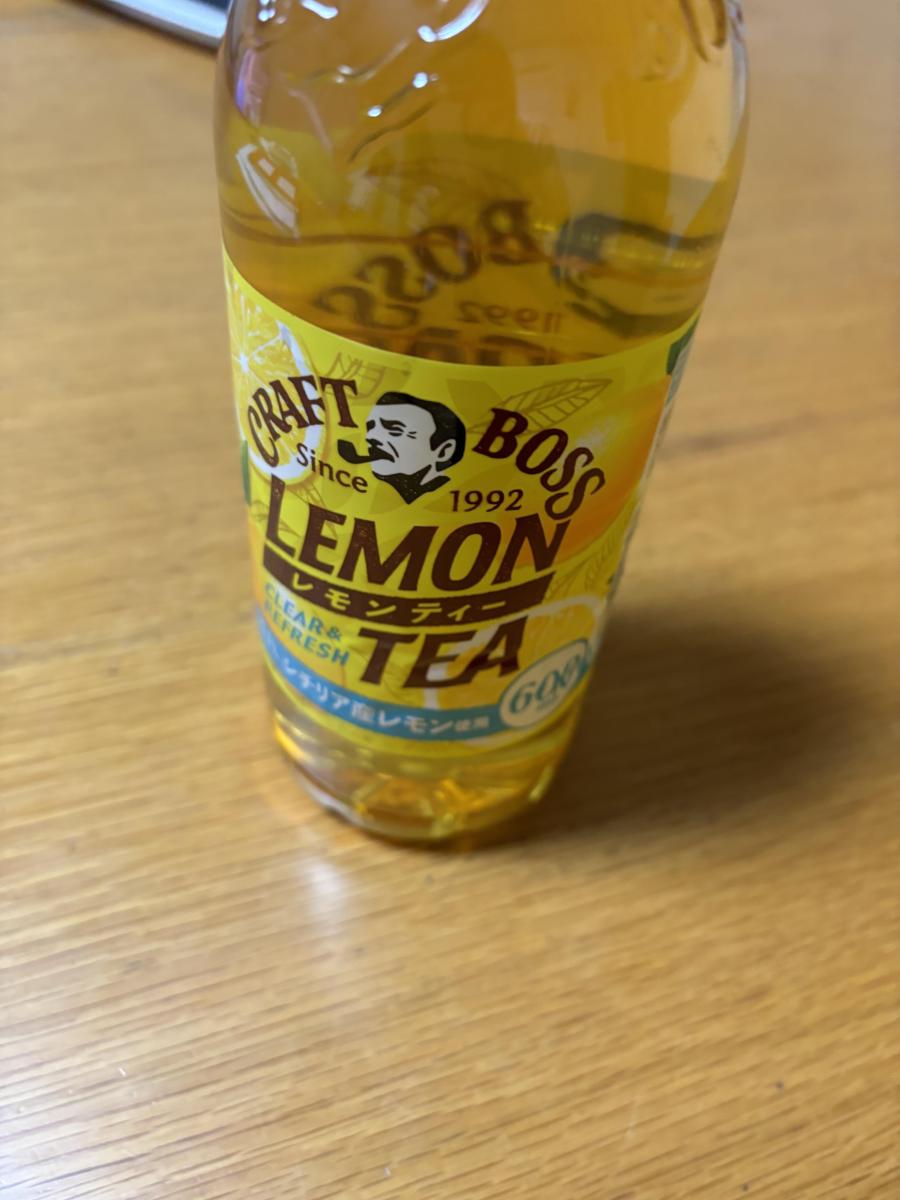 CRAFT BOSS
Since 1992
LEMON
レモンティー
TEA
CLEAR&
REFRESH
シチリア産レモン使用
600